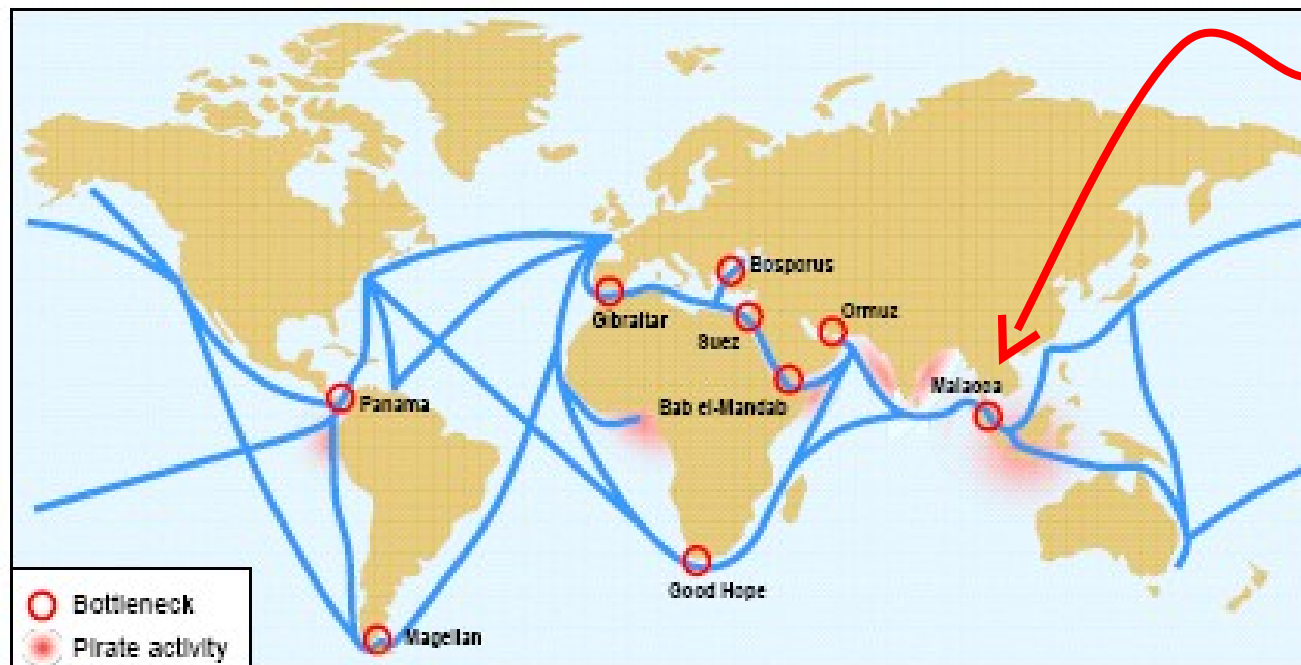 Bosporus
Gibraltar
Ormuz
Suez
Malacca
Panama
Bab el-Mandab
Good Hope
Bottleneck
Magellan
Pirate activity